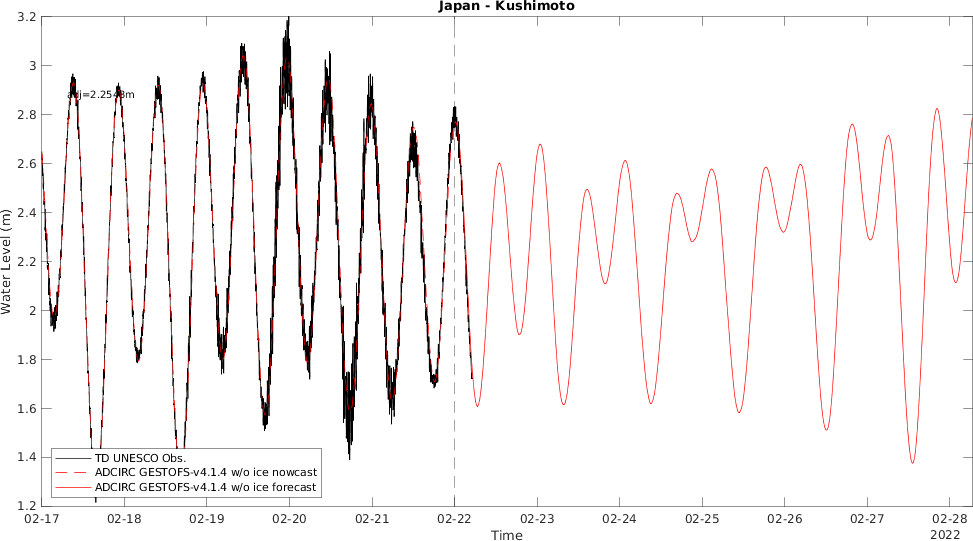 Japan - Kushimoto
3.2
3
2.8
2.6
2.4
2.2
2
1.8
1.6
1.4
1.2
Water Level (m)
adj=2.2543m
TD UNESCO Obs.
ADCIRC GESTOFS-v4.1.4 w/o ice nowcast
ADCIRC GESTOFS-v4.1.4 w/o ice forecast
02-17 02-18 02-19 02-20 02-21 02-22 02-23 02-24 02-25 02-26 02-27 02-28
2022
Time